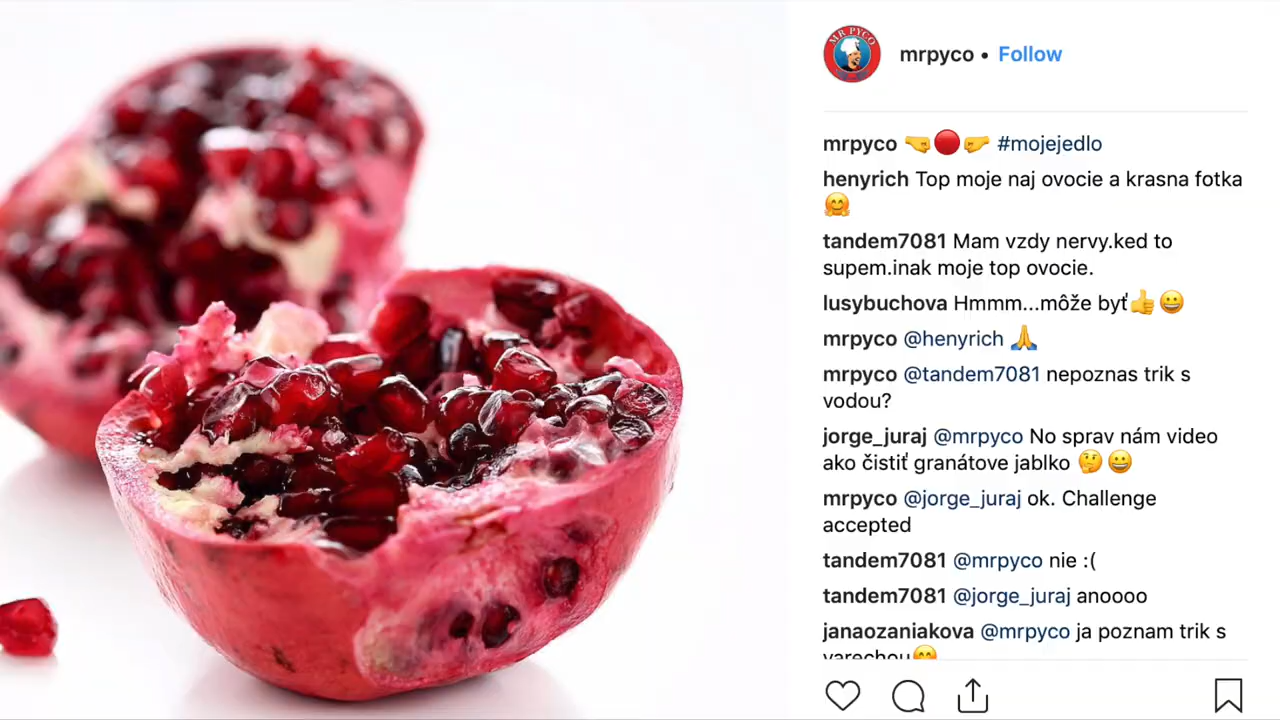 MR PYCO
mrpyco • Follow
mrpyco 🤜🔴🤛 #mojejedlo
henyrich Top moje naj ovocie a krasna fotka
🤗
tandem7081 Mam vzdy nervy.ked to
supem.inak moje top ovocie.
lusybuchova Hmmm...môže byť👍😀
mrpyco @henyrich 🙏
mrpyco @tandem7081 nepoznas trik s
vodou?
jorge_juraj @mrpyco No sprav nám video
ako čistiť granátove jablko 🤔😀
mrpyco @jorge_juraj ok. Challenge
accepted
tandem7081 @mrpyco nie :(
tandem7081 @jorge_juraj anoooo
janaozaniakova @mrpyco ja poznam trik s
varechou😁